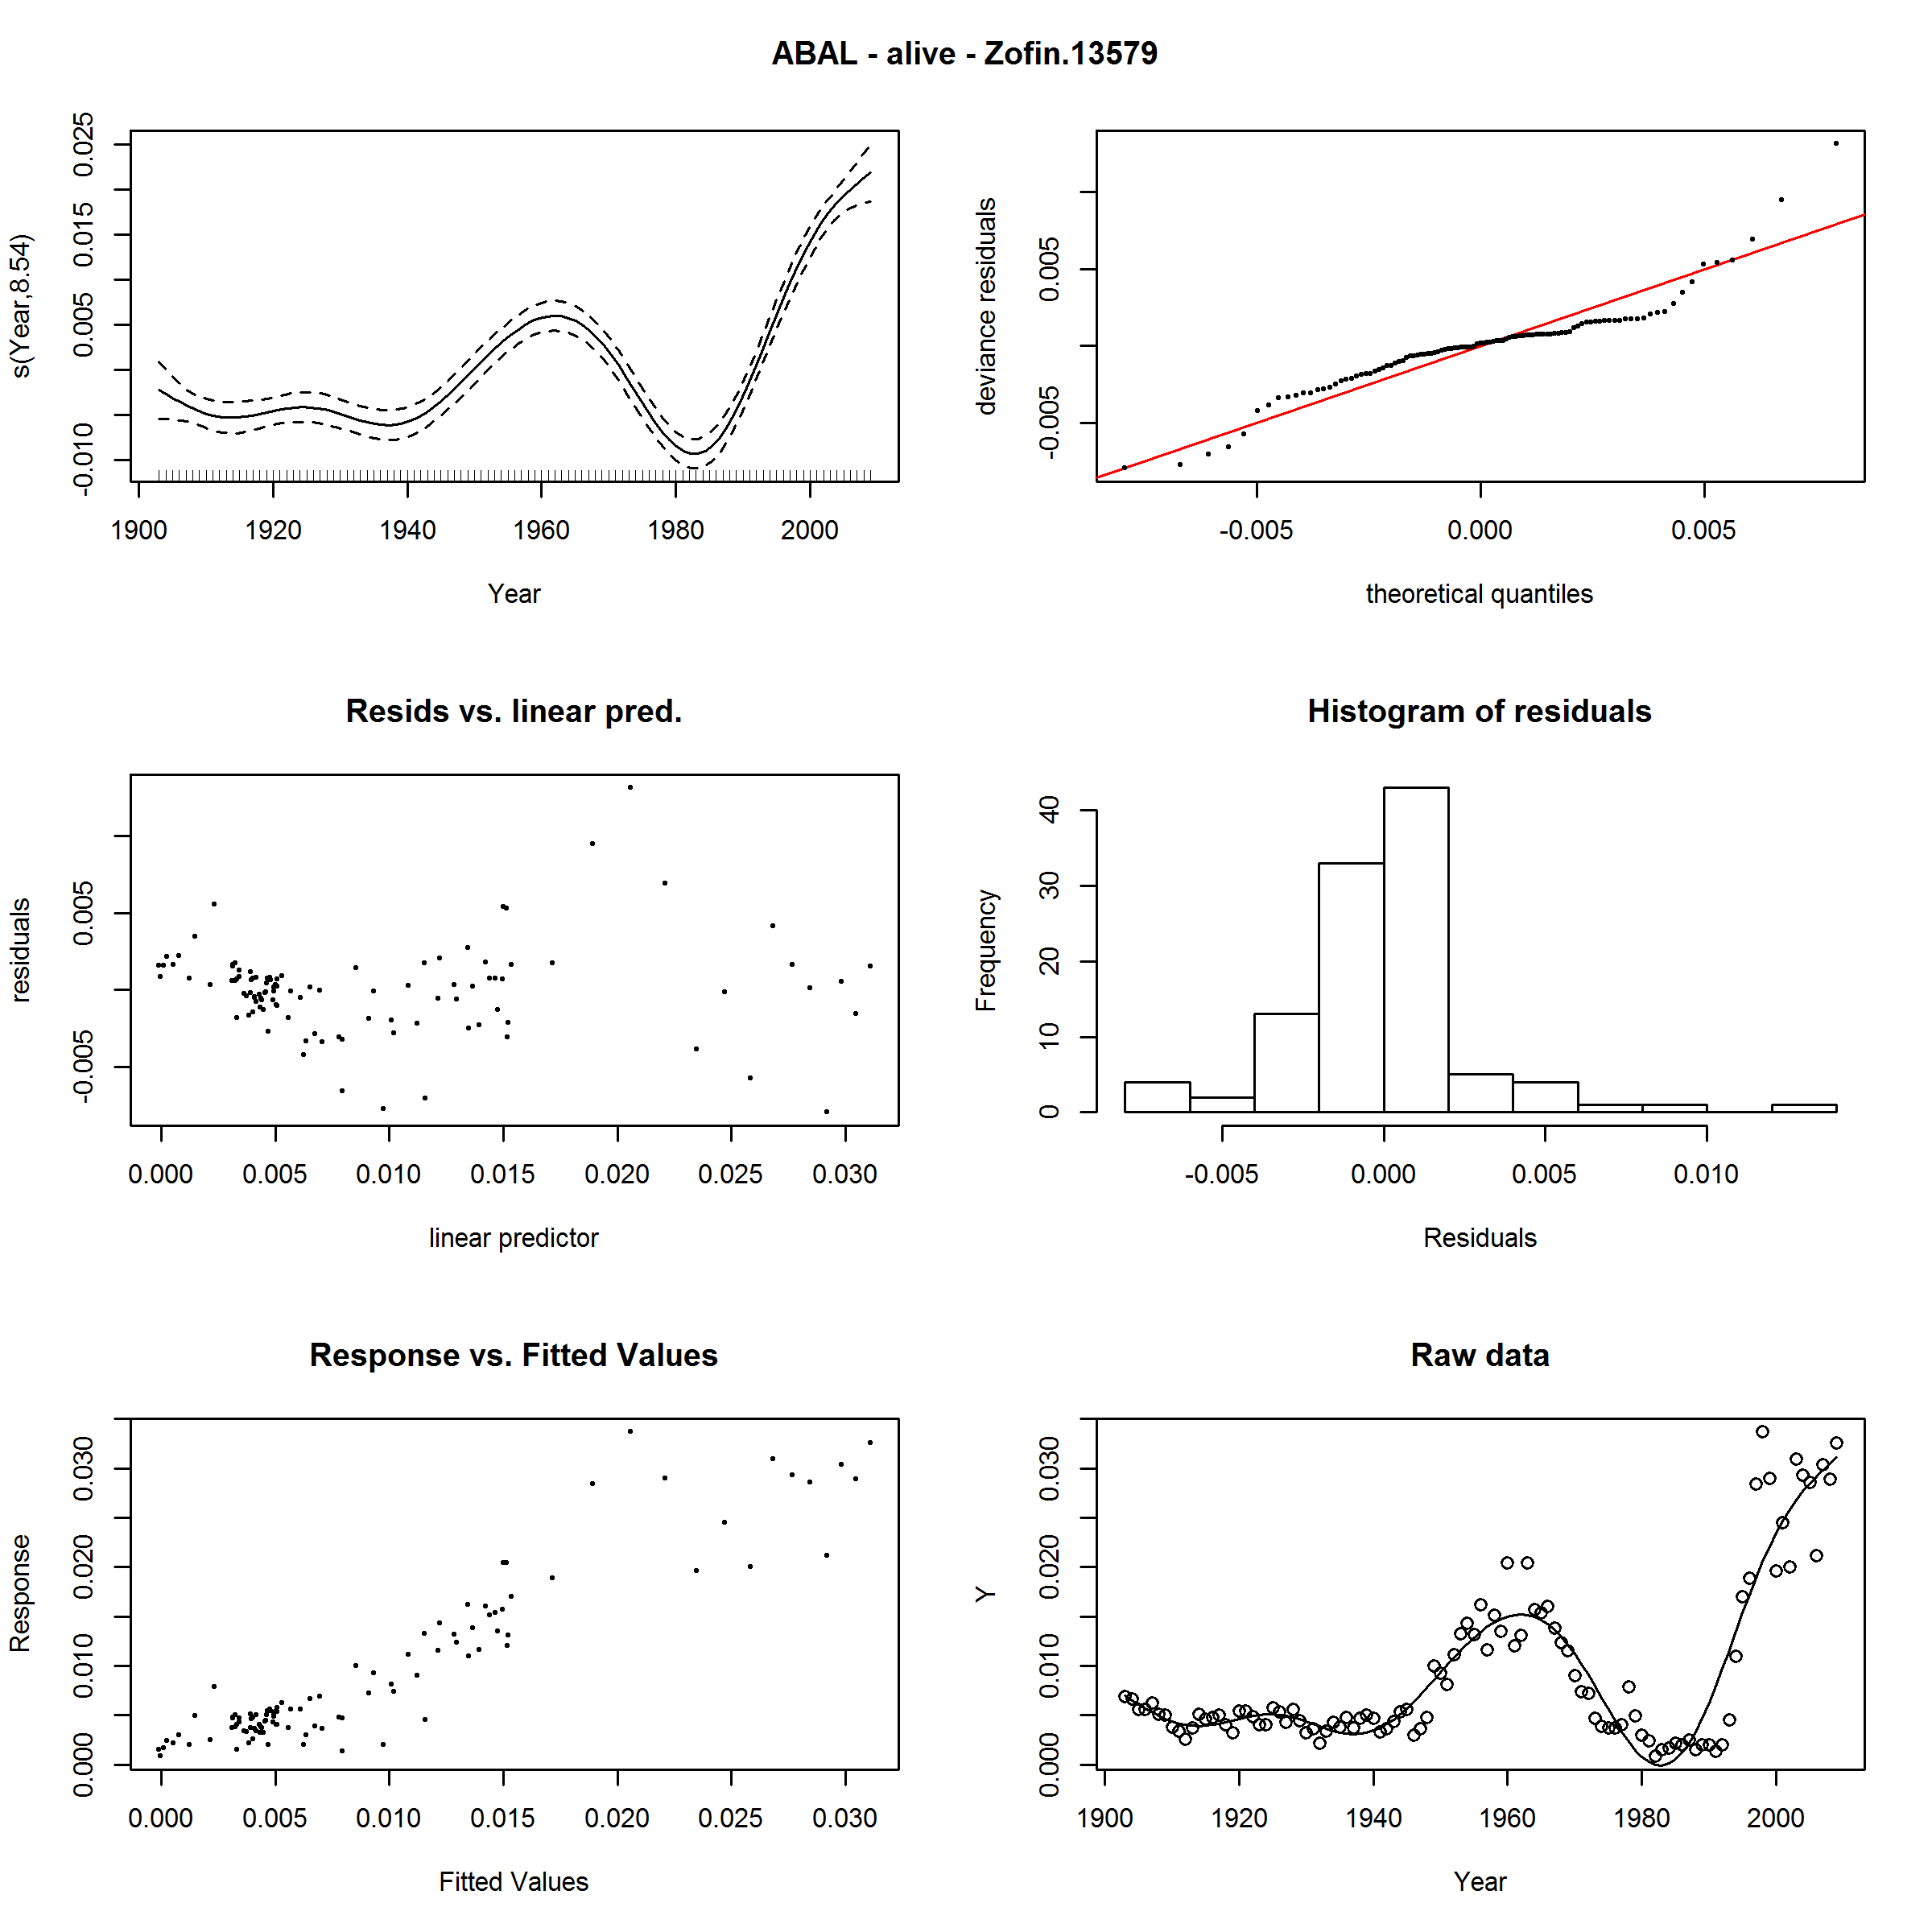 ABAL - alive - Zofin.13579
s(Year,8.54)
-0.010 0.005 0.015 0.025
1900 1920 1940 1960 1980 2000
Year
deviance residuals
-0.005 0.005
-0.005 0.000 0.005
theoretical quantiles
Resids vs. linear pred.
residuals
-0.005 0.005
0.000 0.005 0.010 0.015 0.020 0.025 0.030
linear predictor
Histogram of residuals
Frequency
0 10 20 30 40
-0.005 0.000 0.005 0.010
Residuals
Response vs. Fitted Values
Response
0.000 0.010 0.020 0.030
0.000 0.005 0.010 0.015 0.020 0.025 0.030
Fitted Values
Raw data
Y
0.000 0.010 0.020 0.030
1900 1920 1940 1960 1980 2000
Year